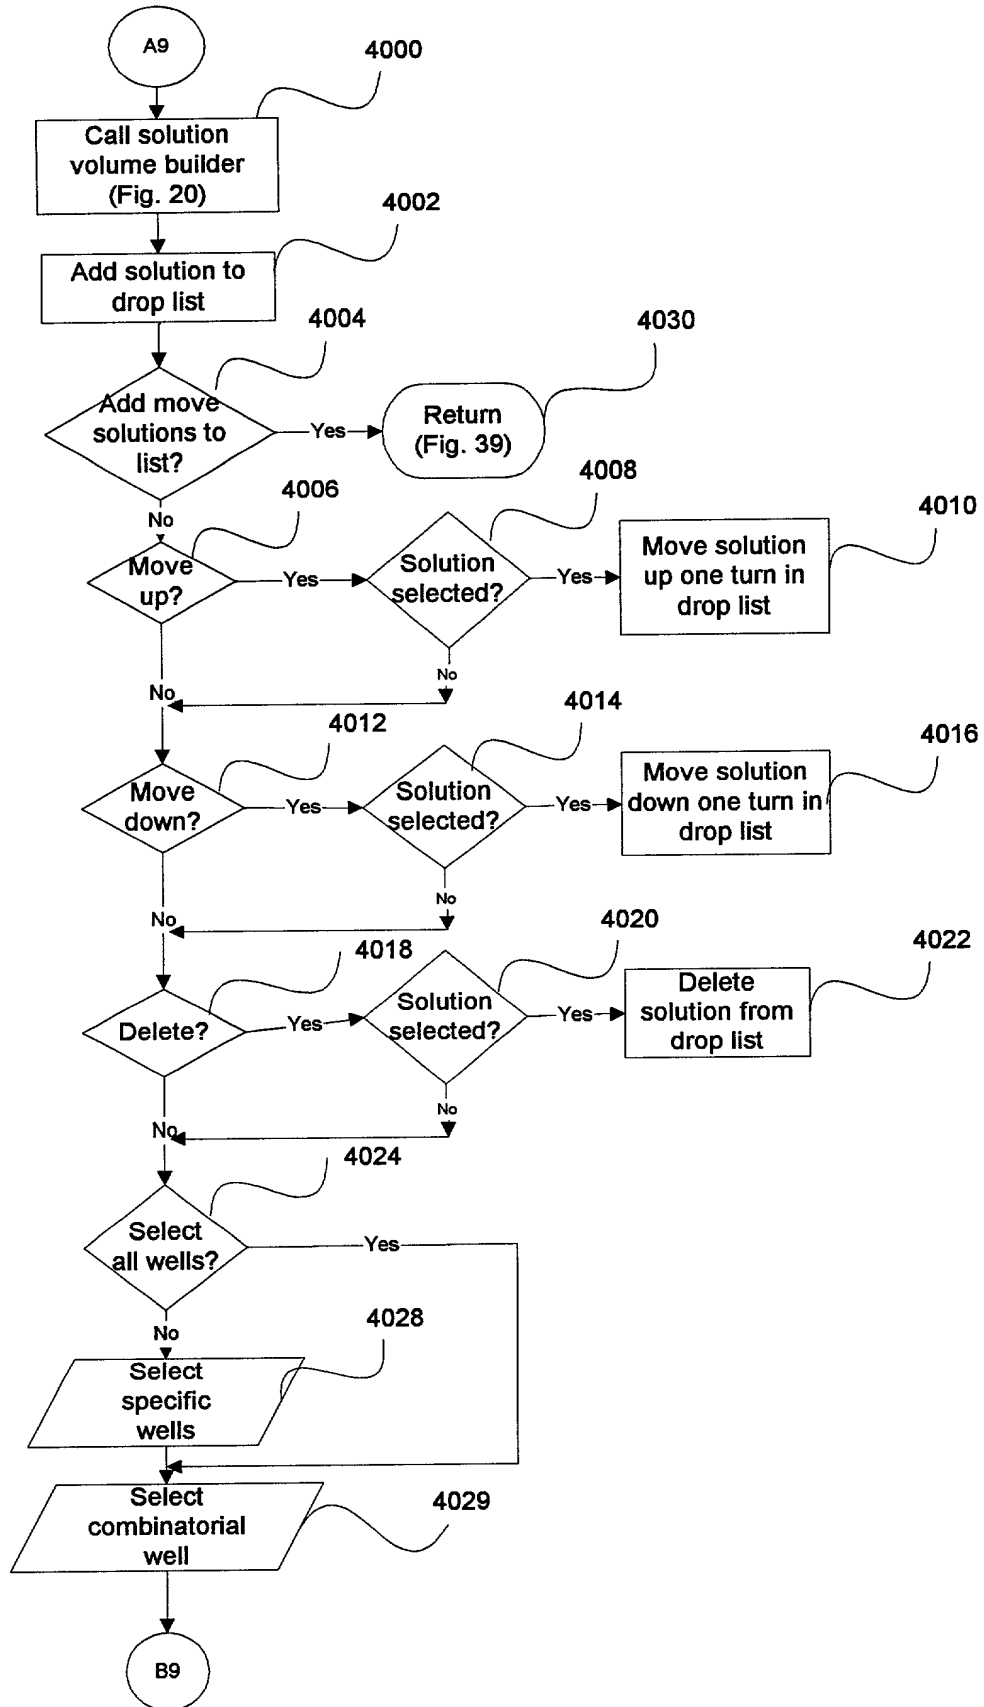 A9
4000
Call solution
volume builder
(Fig. 20)
4002
Add solution to
drop list
4004
Add move
solutions to
list?
Yes
4030
Return
(Fig. 39)
No
4006
Move
up?
Yes
4008
Solution
selected?
Yes
4010
Move solution
up one turn in
drop list
No
No
4012
Move
down?
Yes
4014
Solution
selected?
Yes
4016
Move solution
down one turn in
drop list
No
No
4018
Delete?
Yes
4020
Solution
selected?
Yes
4022
Delete
solution from
drop list
No
No
4024
Select
all wells?
Yes
No
4028
Select
specific
wells
4029
Select
combinatorial
well
B9